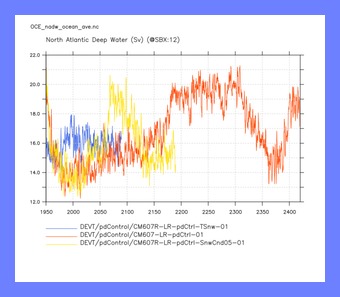 OCE_nadw_ocean_ave.nc
North Atlantic Deep Water (Sv) (@SBX:12)
22.0
20.0
18.0
16.0
14.0
12.0
1950 2000 2050 2100 2150 2200 2250 2300 2350 2400
DEVT/pdControl/CM607R-LR-pdCtrl-TSnw-01
DEVT/pdControl/CM607-LR-pdCtrl-01
DEVT/pdControl/CM607R-LR-pdCtrl-SnwCnd05-01